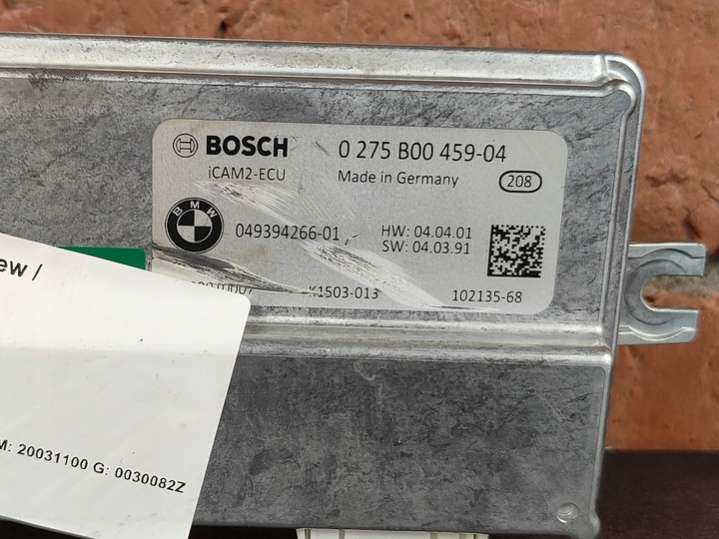 BOSCH 0 275 B00 459-04
iCAM2-ECU Made in Germany 208
BMW
049394266-01 HW: 04.04.01
SW: 04.03.91
K1503-013 102135-68
ew /
M: 20031100 G: 0030082Z